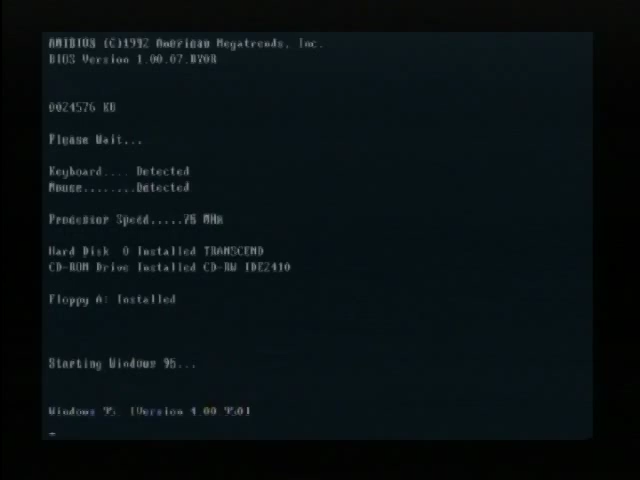 AMIBIOS (C)1992 American Megatrends, Inc.
BIOS Version 1.00.07.
0024576 KB
Please Wait...
Keyboard.... Detected
Mouse........Detected
Processor Speed.....75 MHz
Hard Disk 0 Installed TRANSCEND
CD-ROM Drive Installed CD-RW IDE2410
Floppy A: Installed
Starting Windows 95...
Windows 95. [Version 4.00.950]